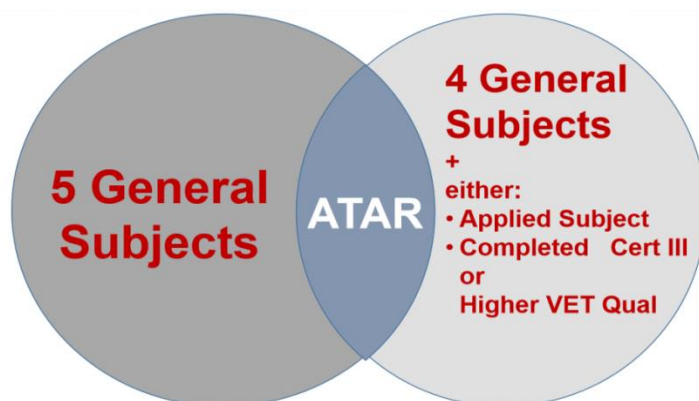 5 General
Subjects
ATAR
4 General
Subjects
+
either:
• Applied Subject
• Completed Cert III
or
Higher VET Qual